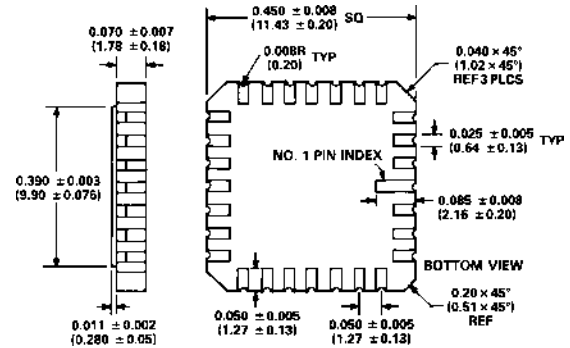 0.450 ± 0.008
(11.43 ± 0.20)
SQ
0.070 ± 0.007
(1.78 ± 0.18)
0.008R
(0.20)
TYP
0.040 × 45°
(1.02 × 45°)
REF 3 PLCS
0.025 ± 0.005
(0.64 ± 0.13)
TYP
NO. 1 PIN INDEX
0.390 ± 0.003
(9.90 ± 0.076)
0.085 ± 0.008
(2.16 ± 0.20)
BOTTOM VIEW
0.20 × 45°
(0.51 × 45°)
REF
0.011 ± 0.002
(0.280 ± 0.05)
0.050 ± 0.005
(1.27 ± 0.13)
0.050 ± 0.005
(1.27 ± 0.13)